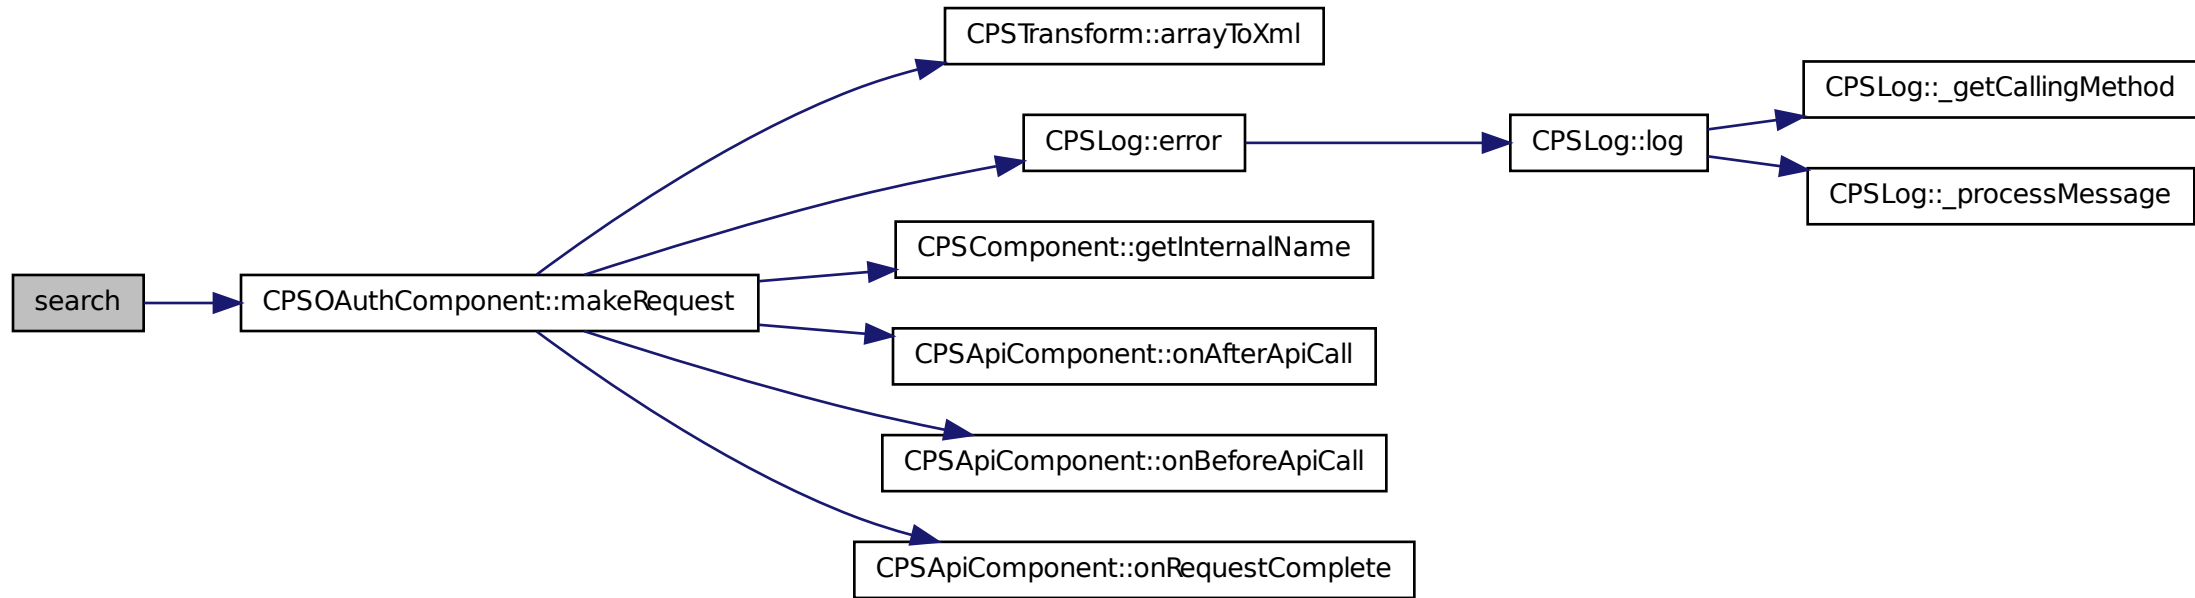 search
CPSOAuthComponent::makeRequest
CPSTransform::arrayToXml
CPSLog::error
CPSComponent::getInternalName
CPSApiComponent::onAfterApiCall
CPSApiComponent::onBeforeApiCall
CPSApiComponent::onRequestComplete
CPSLog::log
CPSLog::_getCallingMethod
CPSLog::_processMessage